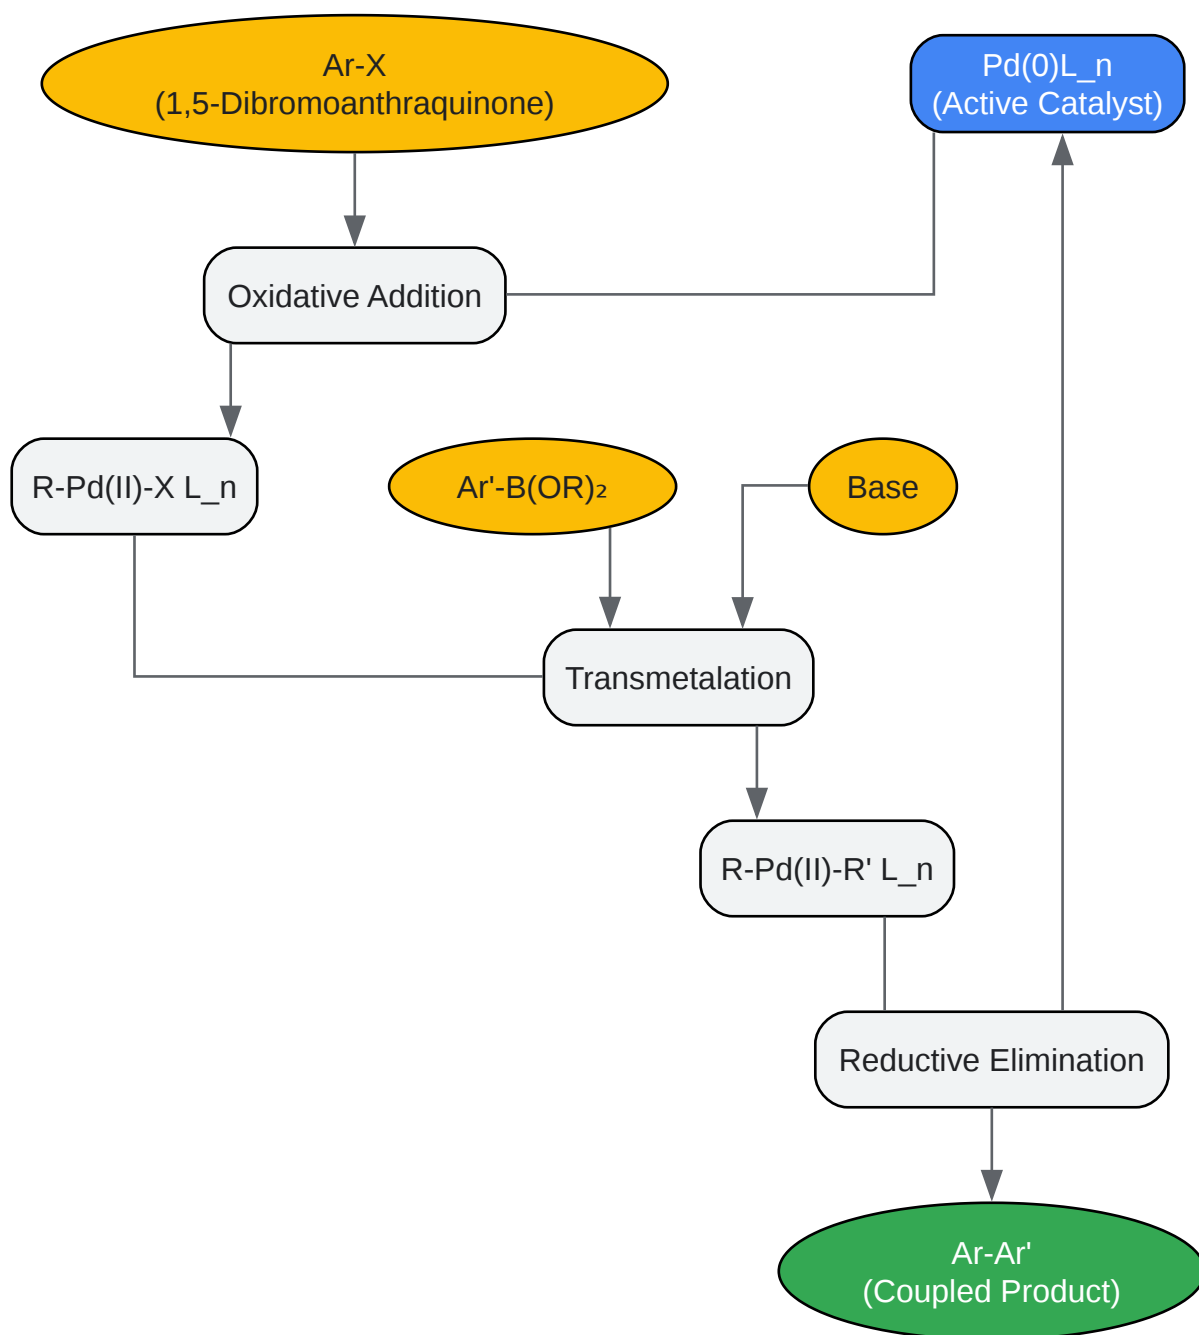 Ar-X
(1,5-Dibromoanthraquinone)
Pd(0)L_n
(Active Catalyst)
Oxidative Addition
R-Pd(II)-X L_n
Ar'-B(OR)₂
Base
Transmetalation
R-Pd(II)-R' L_n
Reductive Elimination
Ar-Ar'
(Coupled Product)